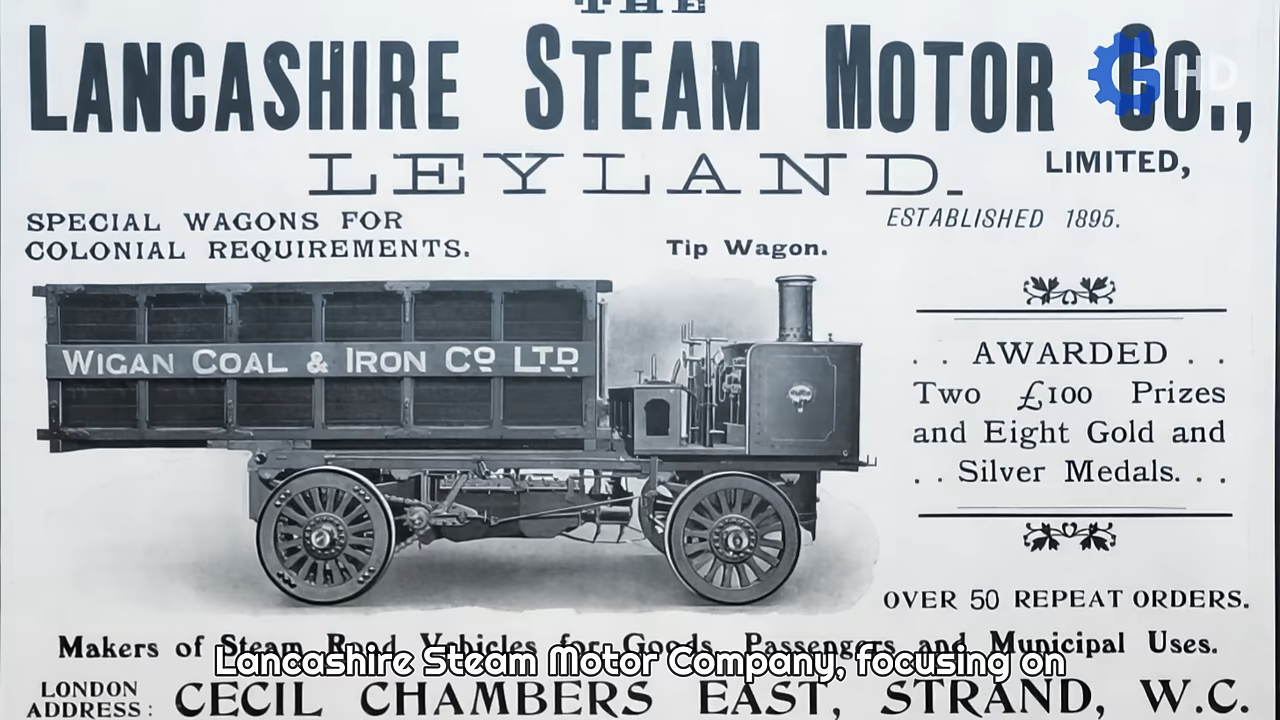 THE
LANCASHIRE STEAM MOTOR CO.,
HD
LEYLAND.
LIMITED,
SPECIAL WAGONS FOR
COLONIAL REQUIREMENTS.
Tip Wagon.
ESTABLISHED 1895.
WIGAN COAL & IRON CO LTD.
. . AWARDED . .
Two £100 Prizes
and Eight Gold and
. . Silver Medals. . .
OVER 50 REPEAT ORDERS.
Makers of Steam Road Vehicles for Goods, Passengers and Municipal Uses.
Lancashire Steam Motor Company, focusing on
LONDON
ADDRESS: CECIL CHAMBERS EAST, STRAND, W.C.